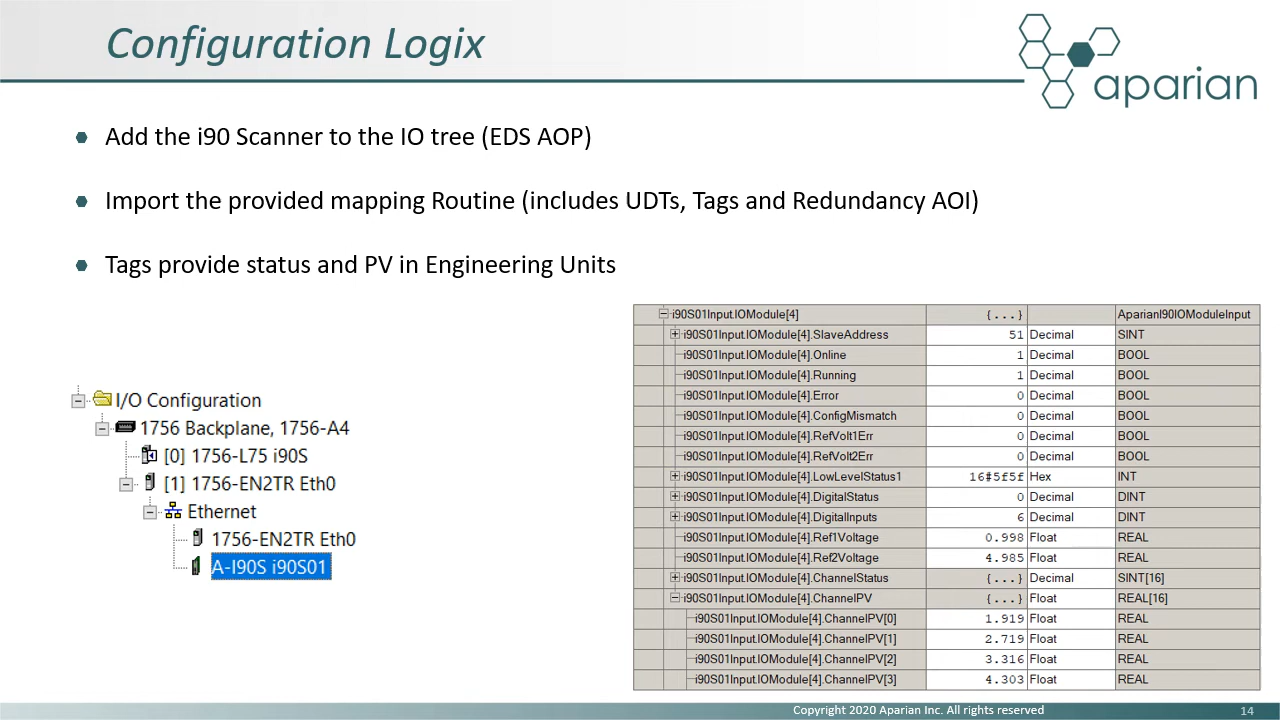 Configuration Logix
aparian
Add the i90 Scanner to the IO tree (EDS AOP)
Import the provided mapping Routine (includes UDTs, Tags and Redundancy AOI)
Tags provide status and PV in Engineering Units
I/O Configuration
1756 Backplane, 1756-A4
[0] 1756-L75 i90S
[1] 1756-EN2TR Eth0
Ethernet
1756-EN2TR Eth0
A-I90S i90S01
i90S01Input.IOModule[4] {...} AparianI90IOModuleInput
i90S01Input.IOModule[4].SlaveAddress 51 Decimal SINT
i90S01Input.IOModule[4].Online 1 Decimal BOOL
i90S01Input.IOModule[4].Running 1 Decimal BOOL
i90S01Input.IOModule[4].Error 0 Decimal BOOL
i90S01Input.IOModule[4].ConfigMismatch 0 Decimal BOOL
i90S01Input.IOModule[4].RefVolt1Err 0 Decimal BOOL
i90S01Input.IOModule[4].RefVolt2Err 0 Decimal BOOL
i90S01Input.IOModule[4].LowLevelStatus1 16#5f5f Hex INT
i90S01Input.IOModule[4].DigitalStatus 0 Decimal DINT
i90S01Input.IOModule[4].DigitalInputs 6 Decimal DINT
i90S01Input.IOModule[4].Ref1Voltage 0.998 Float REAL
i90S01Input.IOModule[4].Ref2Voltage 4.985 Float REAL
i90S01Input.IOModule[4].ChannelStatus {...} Decimal SINT[16]
i90S01Input.IOModule[4].ChannelPV {...} Float REAL[16]
i90S01Input.IOModule[4].ChannelPV[0] 1.919 Float REAL
i90S01Input.IOModule[4].ChannelPV[1] 2.719 Float REAL
i90S01Input.IOModule[4].ChannelPV[2] 3.316 Float REAL
i90S01Input.IOModule[4].ChannelPV[3] 4.303 Float REAL
Copyright 2020 Aparian Inc. All rights reserved
14